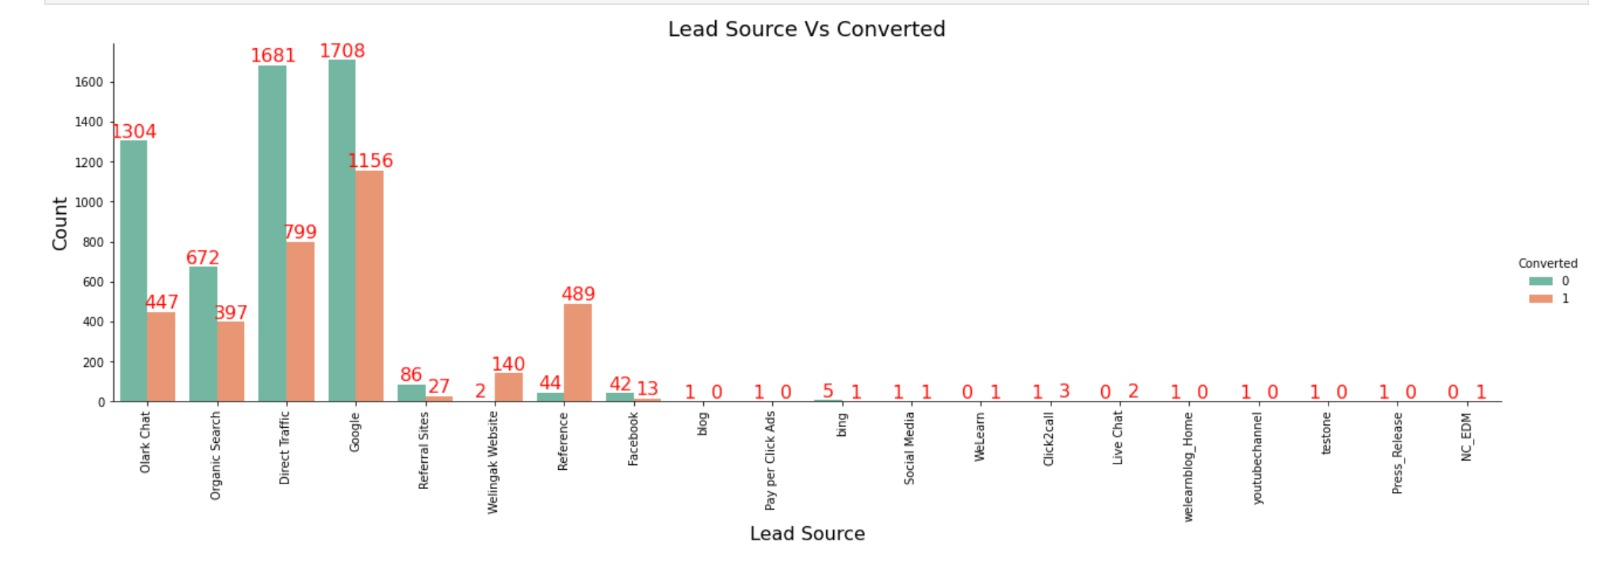 Lead Source Vs Converted
1708
1681
1600
1400
1304
1156
1200
1000
Count
799
800
672
600
489
447
397
400
200
140
86
27
2
44
42
13
1 0
1 0
5 1
1 1
0 1
1 3
0 2
1 0
1 0
1 0
1 0
0 1
0
Converted
0
1
Olark Chat
Organic Search
Direct Traffic
Google
Referral Sites
Welingak Website
Reference
Facebook
blog
Pay per Click Ads
bing
Social Media
WeLearn
Click2call
Live Chat
welearnblog_Home
youtubechannel
testone
Press_Release
NC_EDM
Lead Source